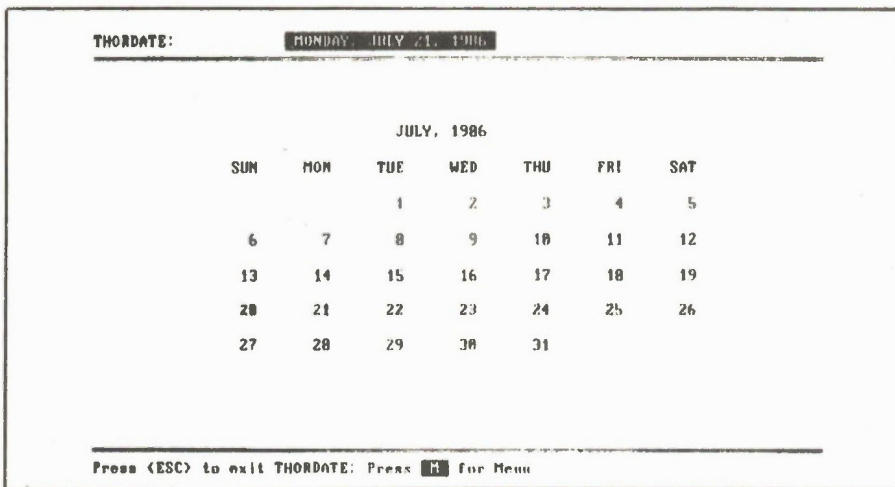 THORDATE: MONDAY, JULY 21, 1986
JULY, 1986
SUN MON TUE WED THU FRI SAT
1 2 3 4 5
6 7 8 9 10 11 12
13 14 15 16 17 18 19
20 21 22 23 24 25 26
27 28 29 30 31
Press <ESC> to exit THORDATE: Press M for Menu